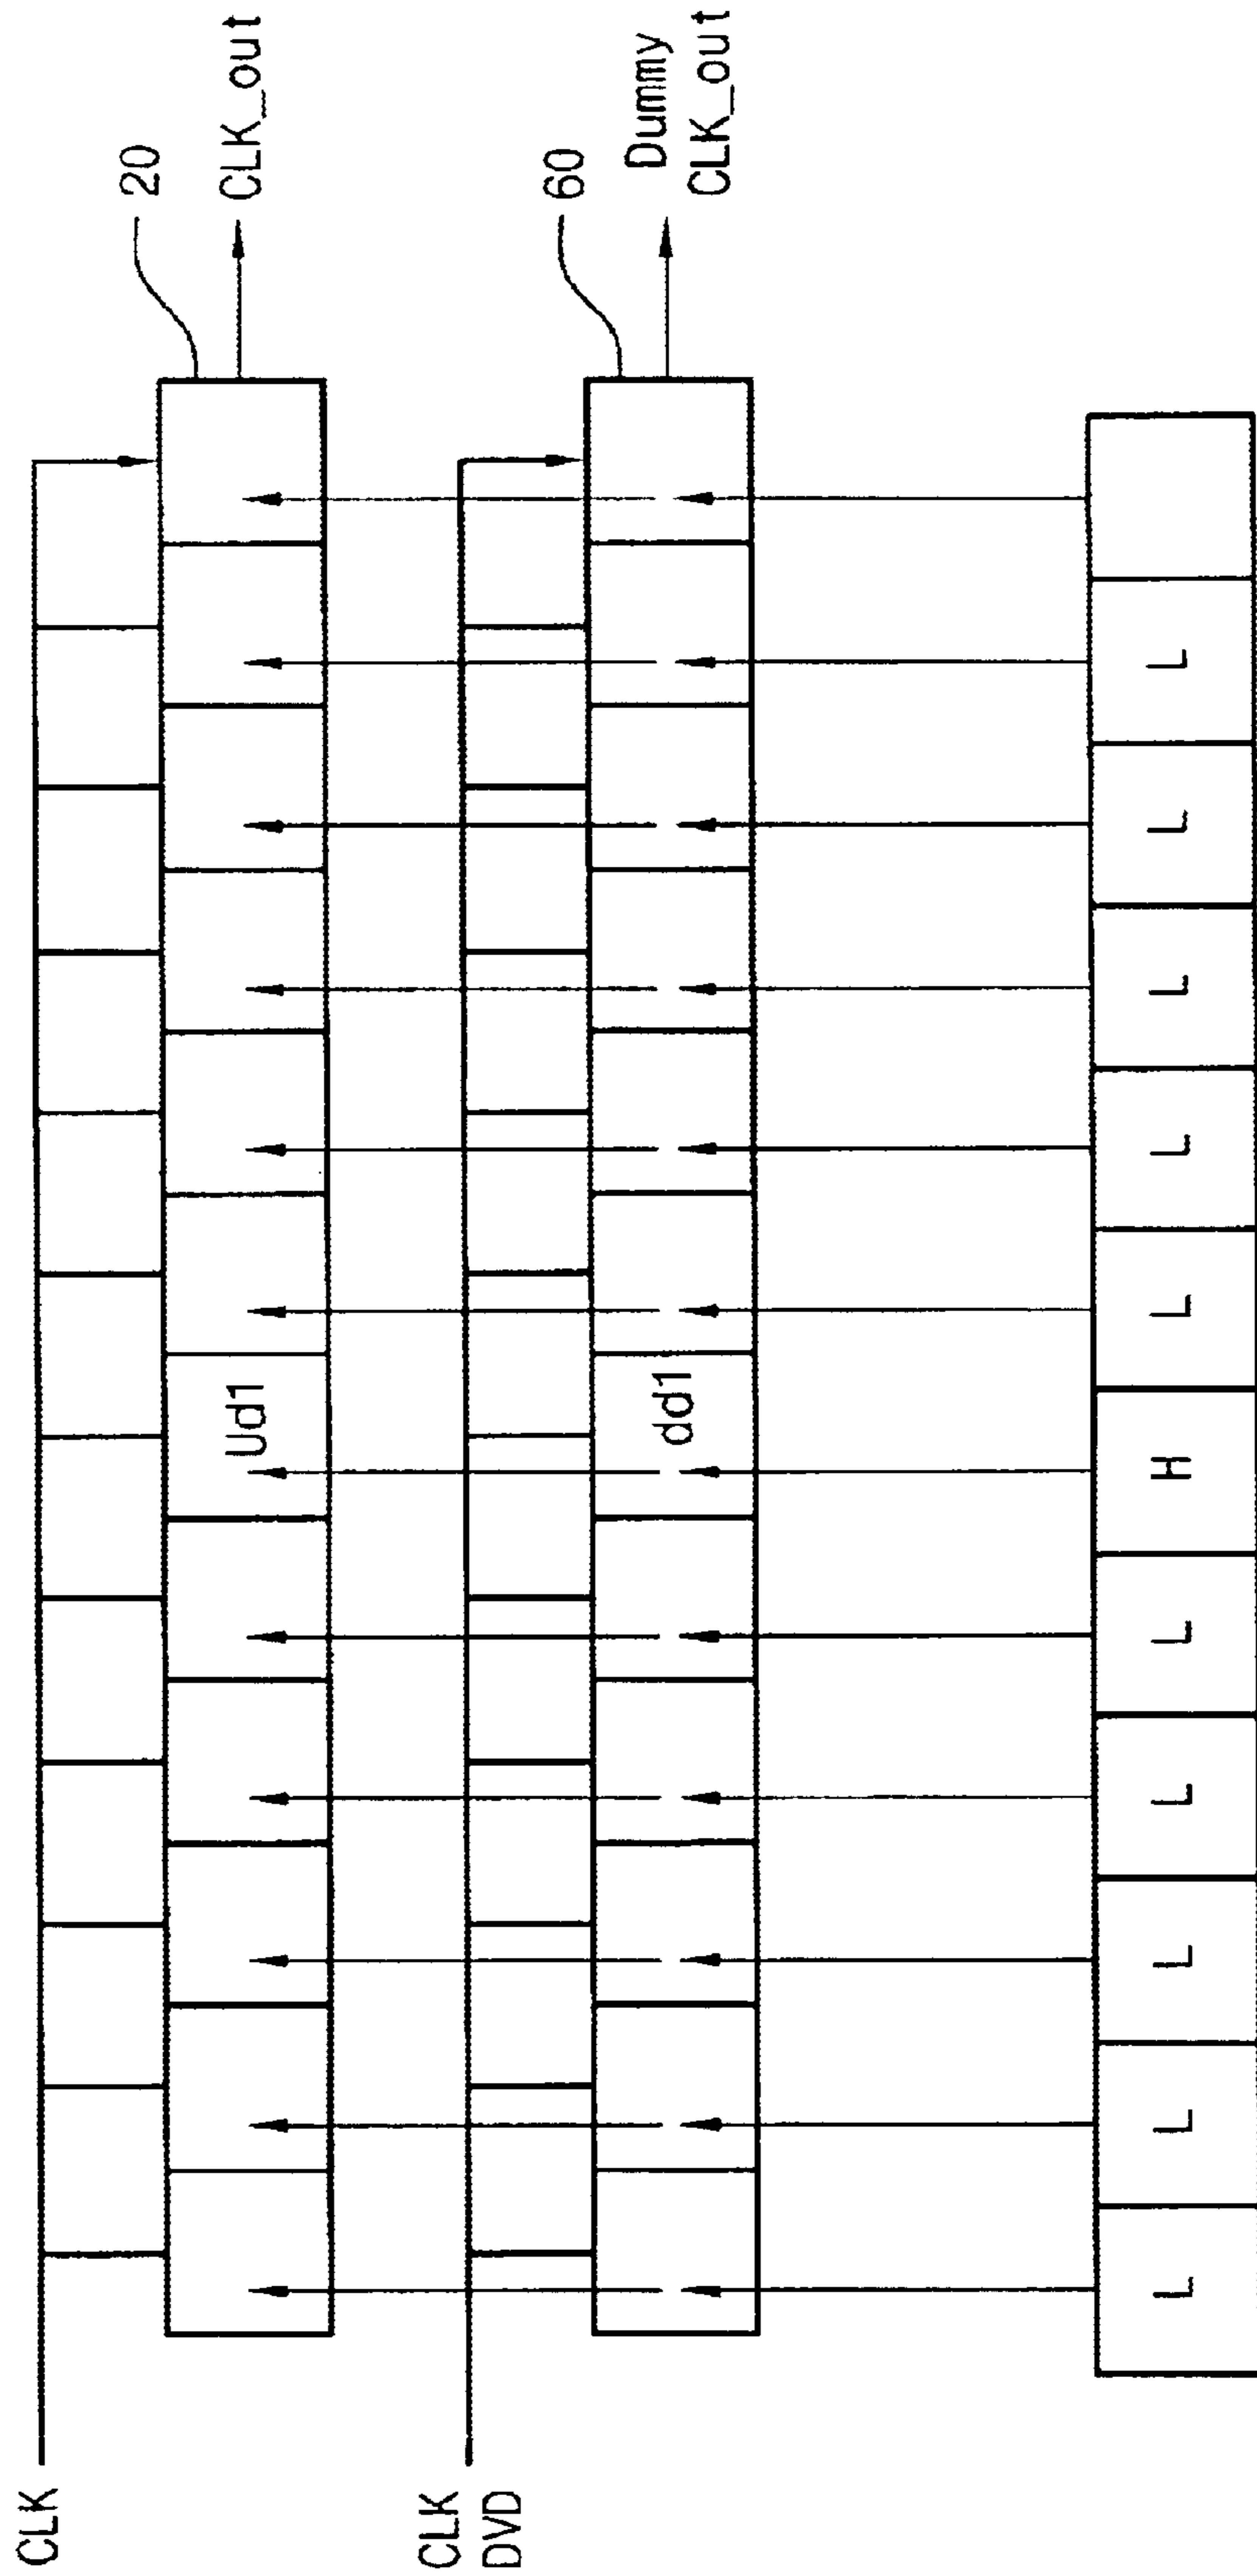 CLK
20
Ud1
CLK_out
CLK
DVD
60
dd1
Dummy
CLK_out
L L L L L H L L L L L